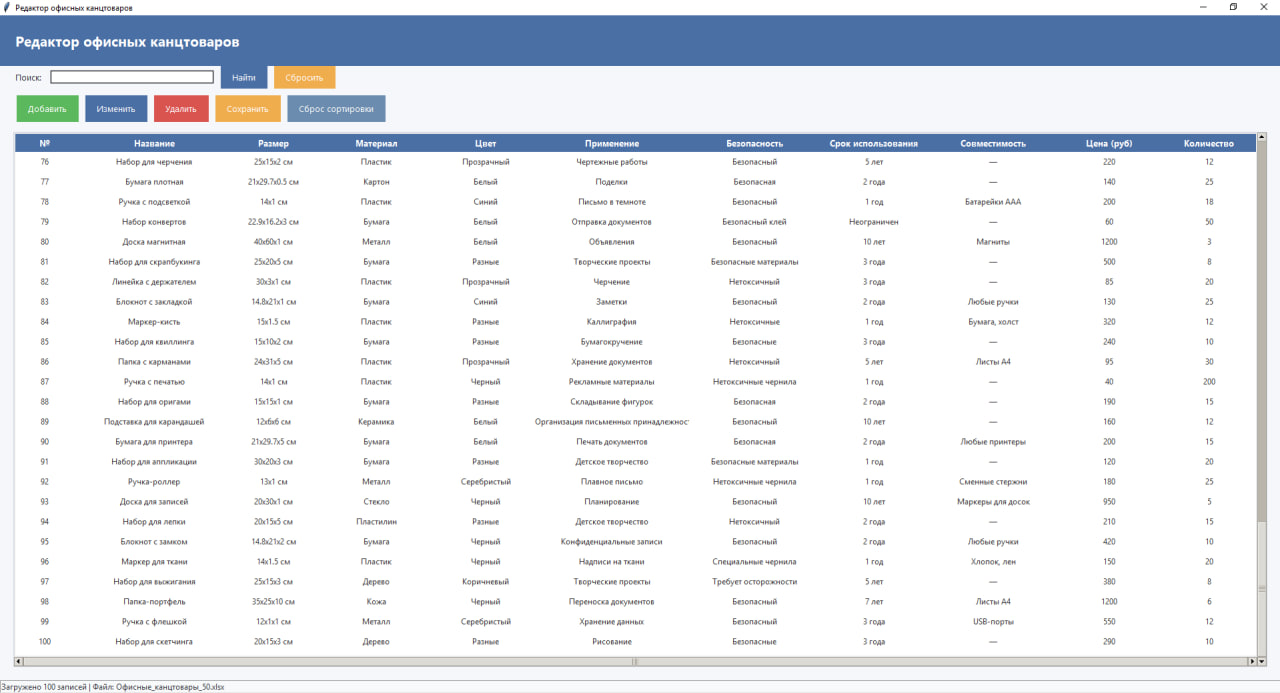 Редактор офисных канцтоваров
Редактор офисных канцтоваров
Поиск: Найти Сбросить
Добавить Изменить Удалить Сохранить Сброс сортировки
№ Название Размер Материал Цвет Применение Безопасность Срок использования Совместимость Цена (руб) Количество
76 Набор для черчения 25x15x2 см Пластик Прозрачный Чертежные работы Безопасный 5 лет — 220 12
77 Бумага плотная 21x29.7x0.5 см Картон Белый Поделки Безопасная 2 года — 140 25
78 Ручка с подсветкой 14x1 см Пластик Синий Письмо в темноте Безопасный 1 год Батарейки ААА 200 18
79 Набор конвертов 22.9x16.2x3 см Бумага Белый Отправка документов Безопасный клей Неограничен — 60 50
80 Доска магнитная 40x60x1 см Металл Белый Объявления Безопасный 10 лет Магниты 1200 3
81 Набор для скрапбукинга 25x20x5 см Бумага Разные Творческие проекты Безопасные материалы 3 года — 500 8
82 Линейка с держателем 30x3x1 см Пластик Прозрачный Черчение Нетоксичный 3 года — 85 20
83 Блокнот с закладкой 14.8x21x1 см Бумага Синий Заметки Безопасный 2 года Любые ручки 130 25
84 Маркер-кисть 15x1.5 см Пластик Разные Каллиграфия Нетоксичные 1 год Бумага, холст 320 12
85 Набор для квиллинга 15x10x2 см Бумага Разные Бумагокручение Безопасные 3 года — 240 10
86 Папка с карманами 24x31x5 см Пластик Прозрачный Хранение документов Нетоксичный 5 лет Листы А4 95 30
87 Ручка с печатью 14x1 см Пластик Черный Рекламные материалы Нетоксичные чернила 1 год — 40 200
88 Набор для оригами 15x15x1 см Бумага Разные Складывание фигурок Безопасная 2 года — 190 15
89 Подставка для карандашей 12x6x6 см Керамика Белый Организация письменных принадлежност Безопасный 10 лет — 160 12
90 Бумага для принтера 21x29.7x5 см Бумага Белый Печать документов Безопасная 2 года Любые принтеры 200 15
91 Набор для аппликации 30x20x3 см Бумага Разные Детское творчество Безопасные материалы 1 год — 120 20
92 Ручка-роллер 13x1 см Металл Серебристый Плавное письмо Нетоксичные чернила 1 год Сменные стержни 180 25
93 Доска для записей 20x30x1 см Стекло Черный Планирование Безопасный 10 лет Маркеры для досок 950 5
94 Набор для лепки 20x15x5 см Пластилин Разные Детское творчество Нетоксичный 2 года — 210 15
95 Блокнот с замком 14.8x21x2 см Бумага Черный Конфиденциальные записи Безопасный 2 года Любые ручки 420 10
96 Маркер для ткани 14x1.5 см Пластик Черный Надписи на ткани Специальные чернила 1 год Хлопок, лен 150 20
97 Набор для выжигания 25x15x3 см Дерево Коричневый Творческие проекты Требует осторожности 5 лет — 380 8
98 Папка-портфель 35x25x10 см Кожа Черный Переноска документов Безопасный 7 лет Листы А4 1200 6
99 Ручка с флешкой 12x1x1 см Металл Серебристый Хранение данных Безопасный 3 года USB-порты 550 12
100 Набор для скетчинга 20x15x3 см Дерево Разные Рисование Безопасные 3 года — 290 10
Загружено 100 записей | Файл: Офисные_канцтовары_50.xlsx